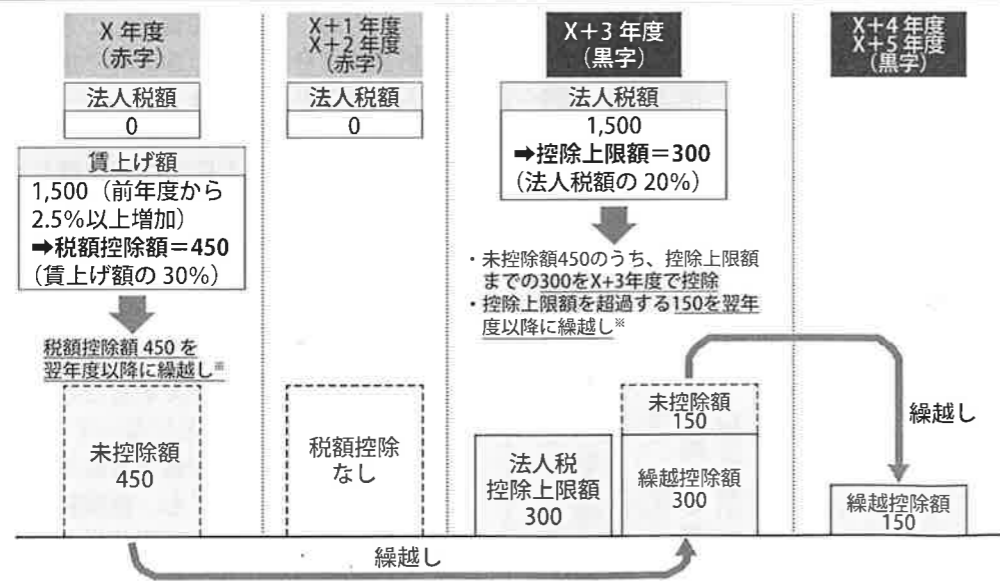 X 年度
（赤字）
X＋1 年度
X＋2 年度
（赤字）
X＋3 年度
（黒字）
X＋4 年度
X＋5 年度
（黒字）
法人税額
0
法人税額
0
法人税額
1,500
➡控除上限額＝300
（法人税額の 20%）
賃上げ額
1,500（前年度から
2.5%以上増加）
➡税額控除額＝450
（賃上げ額の 30%）
・未控除額450のうち、控除上限額
までの300をX+3年度で控除
・控除上限額を超過する150を翌年
度以降に繰越し※
税額控除額 450 を
翌年度以降に繰越し※
未控除額
450
税額控除
なし
法人税
控除上限額
300
未控除額
150
繰越控除額
300
繰越し
繰越控除額
150
繰越し